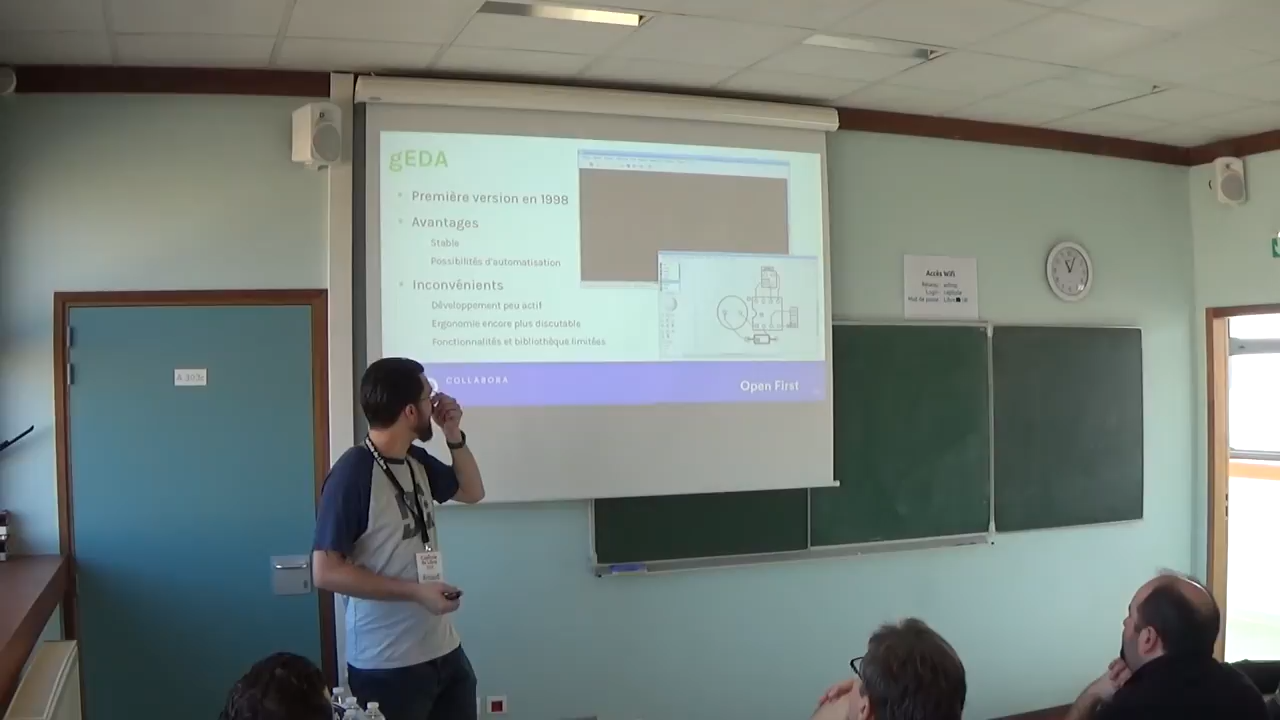 gEDA
Première version en 1998
Avantages
Stable
Possibilités d'automatisation
Inconvénients
Développement peu actif
Ergonomie encore plus discutable
Fonctionnalités et bibliothèque limitées
COLLABORA
Open First
Accès Wifi
A 303